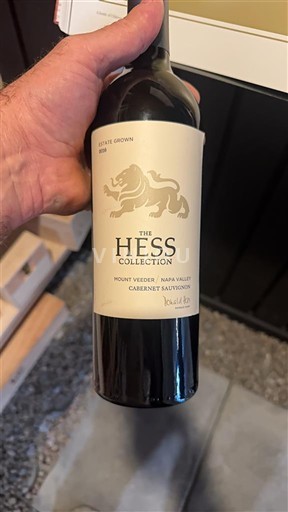 ESTATE GROWN
THE
HESS
COLLECTION
MOUNT VEEDER / NAPA VALLEY
CABERNET SAUVIGNON